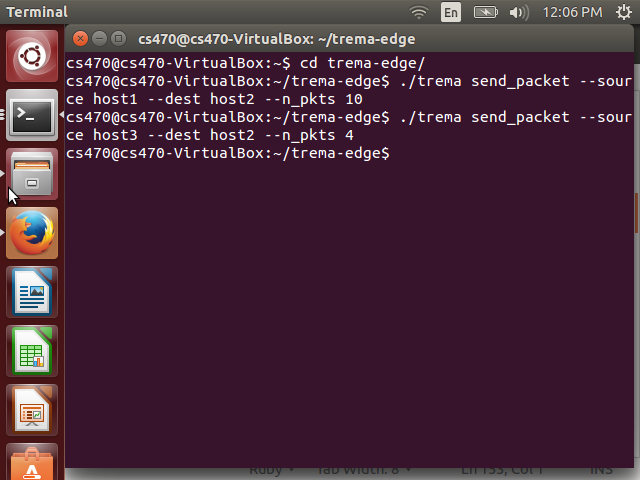 Terminal
En
12:06 PM
cs470@cs470-VirtualBox: ~/trema-edge
cs470@cs470-VirtualBox:~$ cd trema-edge/
cs470@cs470-VirtualBox:~/trema-edge$ ./trema send_packet --sour
ce host1 --dest host2 --n_pkts 10
cs470@cs470-VirtualBox:~/trema-edge$ ./trema send_packet --sour
ce host3 --dest host2 --n_pkts 4
cs470@cs470-VirtualBox:~/trema-edge$
Ruby
Tab Width: 8
Ln 153, Col 1
INS